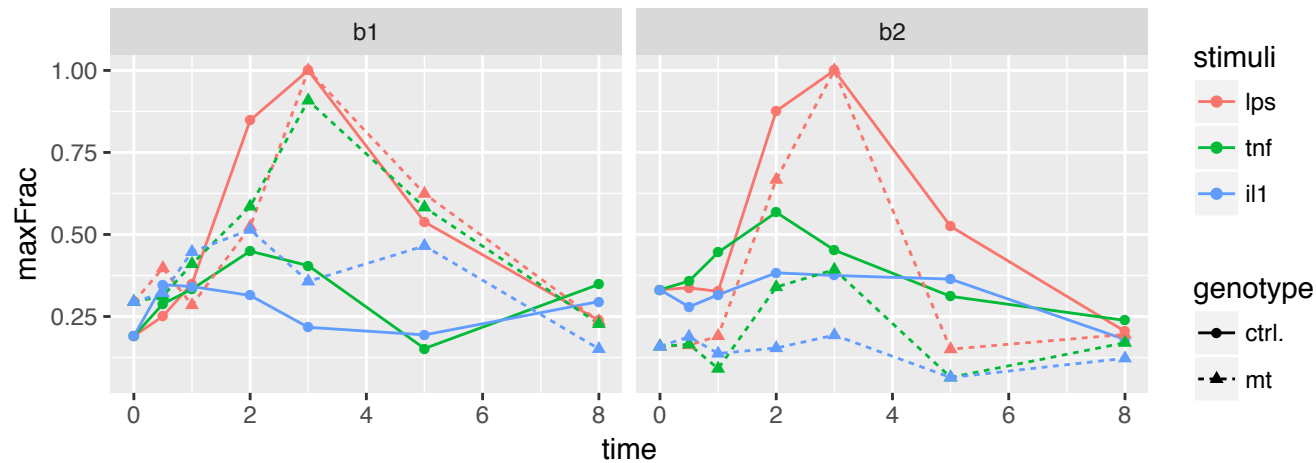 b1
b2
1.00
0.75
0.50
0.25
maxFrac
0
2
4
6
8
0
2
4
6
8
time
stimuli
lps
tnf
il1
genotype
ctrl.
mt